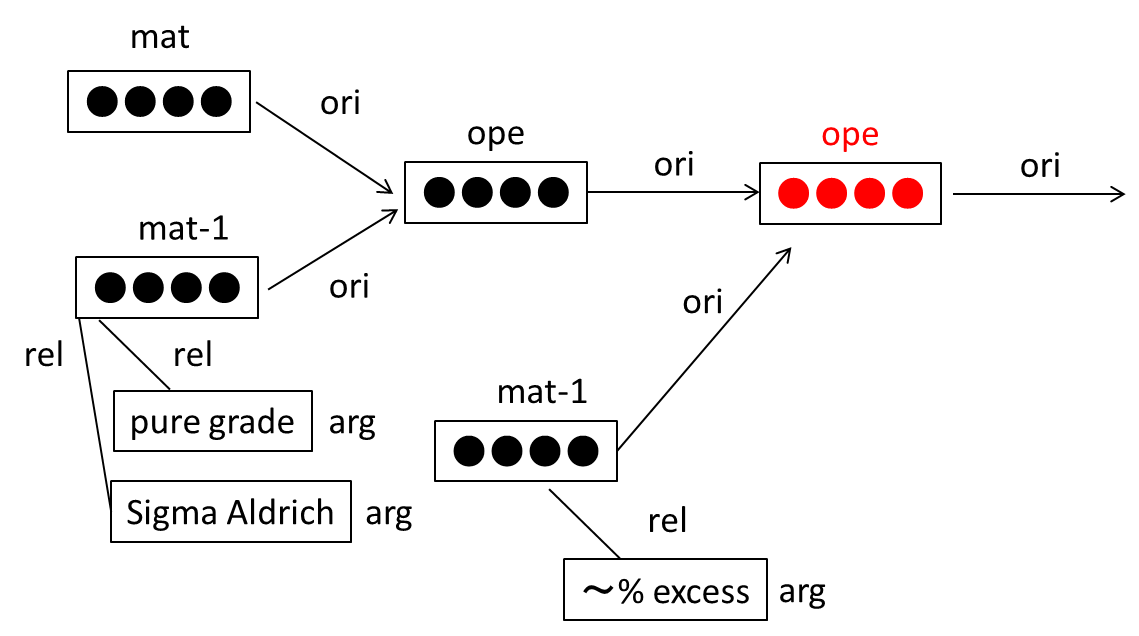 mat
ori
ope
ori
ope
ori
mat-1
ori
rel
rel
pure grade
arg
Sigma Aldrich
arg
ori
mat-1
rel
～% excess
arg